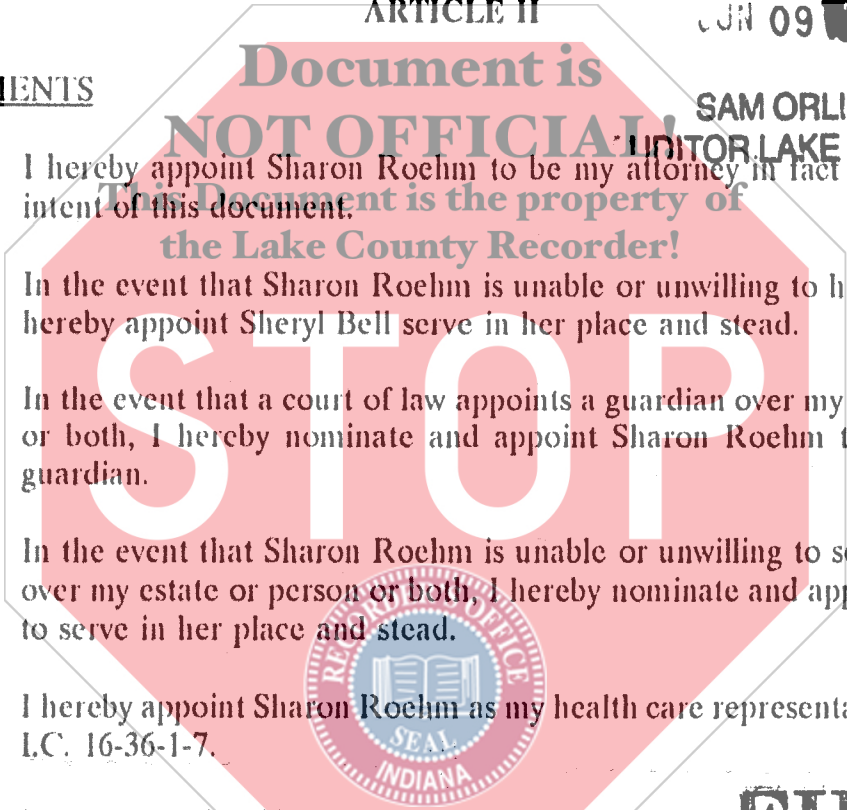 ARTICLE II
JUN 09
Document is
MENTS
SAM ORLI
NOT OFFICIAL!
AUDITOR LAKE
I hereby appoint Sharon Roehm to be my attorney in fact
This Document is the property of
intent of this document.
the Lake County Recorder!
In the event that Sharon Roehm is unable or unwilling to h
hereby appoint Sheryl Bell serve in her place and stead.
STOP
In the event that a court of law appoints a guardian over my
or both, I hereby nominate and appoint Sharon Roehm t
guardian.
In the event that Sharon Roehm is unable or unwilling to se
over my estate or person or both, I hereby nominate and app
to serve in her place and stead.
RECORDER'S OFFICE
I hereby appoint Sharon Roehm as my health care representa
I.C. 16-36-1-7.
SEAL
INDIANA